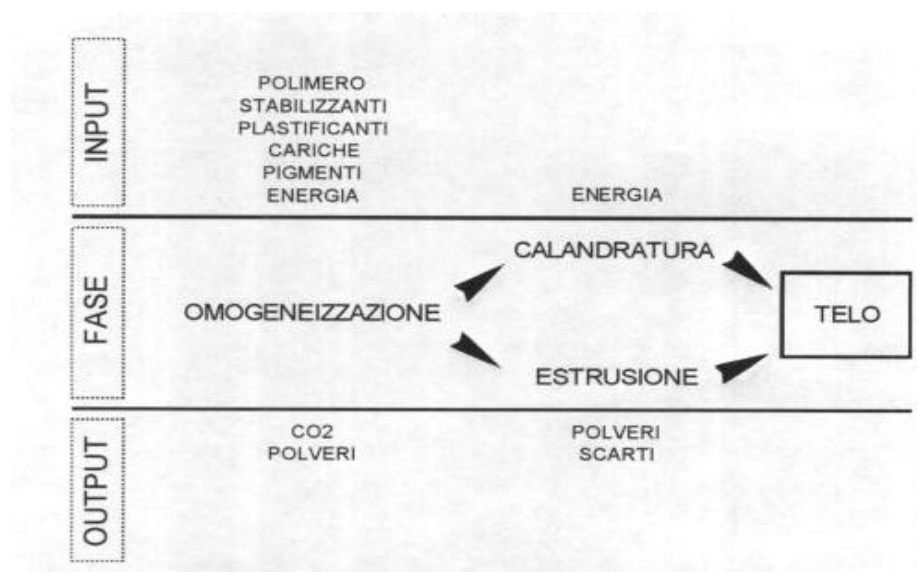 INPUT
POLIMERO
STABILIZZANTI
PLASTIFICANTI
CARICHE
PIGMENTI
ENERGIA
ENERGIA
FASE
OMOGENEIZZAZIONE
CALANDRATURA
ESTRUSIONE
TELO
OUTPUT
CO2
POLVERI
POLVERI
SCARTI